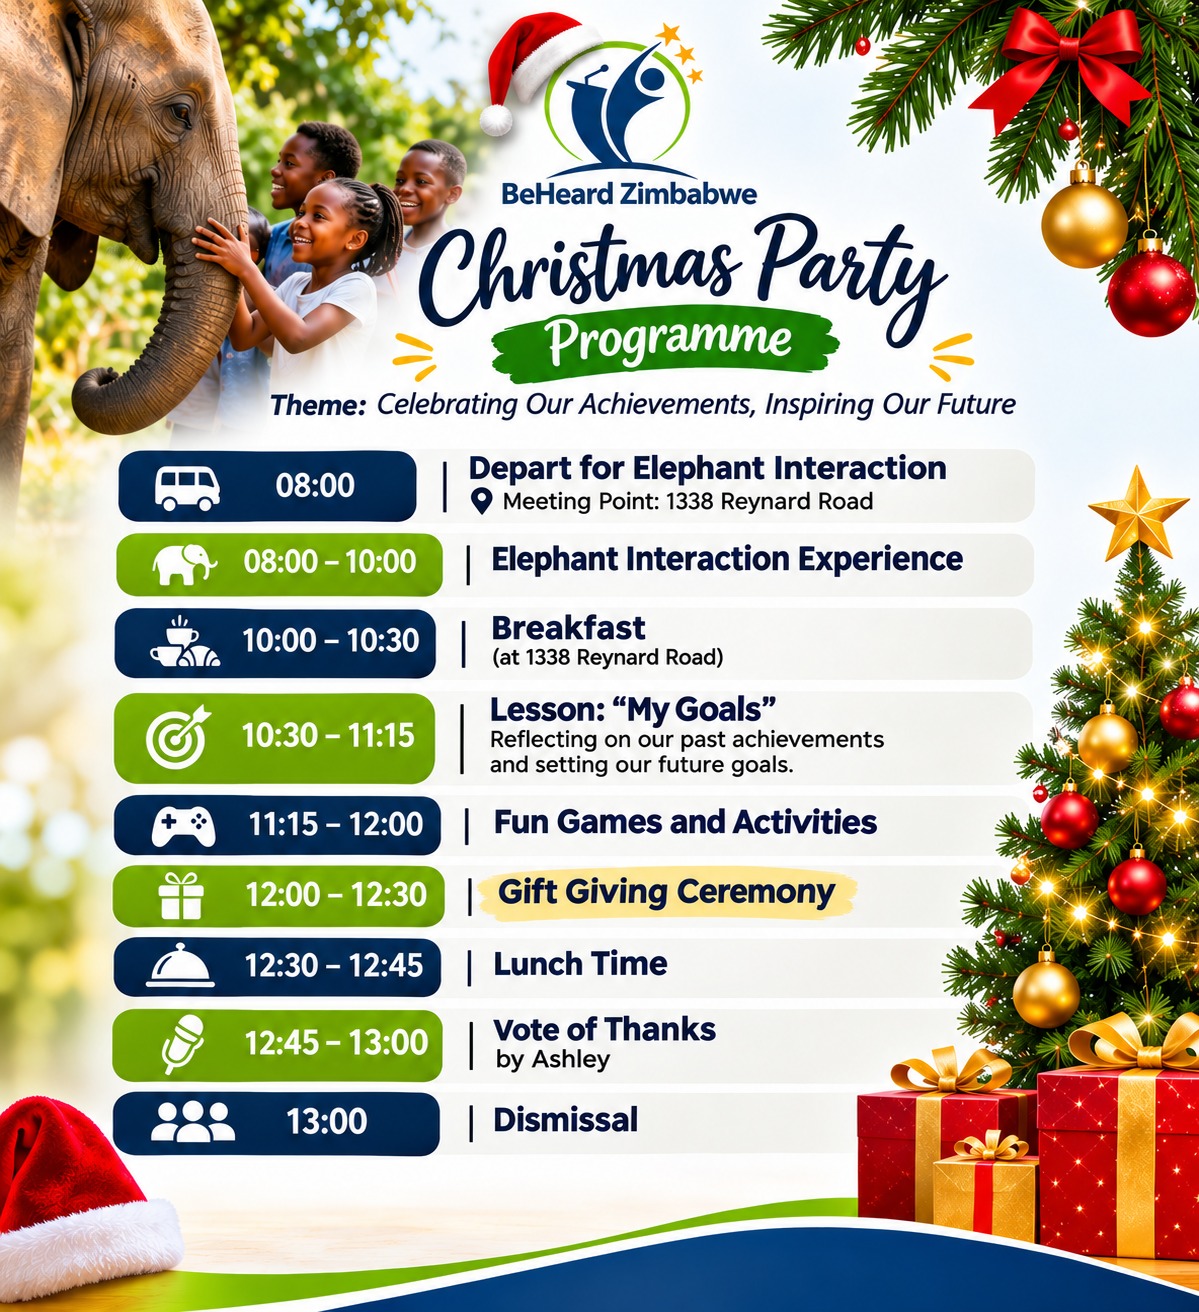 BeHeard Zimbabwe
Christmas Party
Programme
Theme: Celebrating Our Achievements, Inspiring Our Future
08:00 | Depart for Elephant Interaction
Meeting Point: 1338 Reynard Road
08:00 – 10:00 | Elephant Interaction Experience
10:00 – 10:30 | Breakfast
(at 1338 Reynard Road)
10:30 – 11:15 | Lesson: “My Goals”
Reflecting on our past achievements
and setting our future goals.
11:15 – 12:00 | Fun Games and Activities
12:00 – 12:30 | Gift Giving Ceremony
12:30 – 12:45 | Lunch Time
12:45 – 13:00 | Vote of Thanks
by Ashley
13:00 | Dismissal